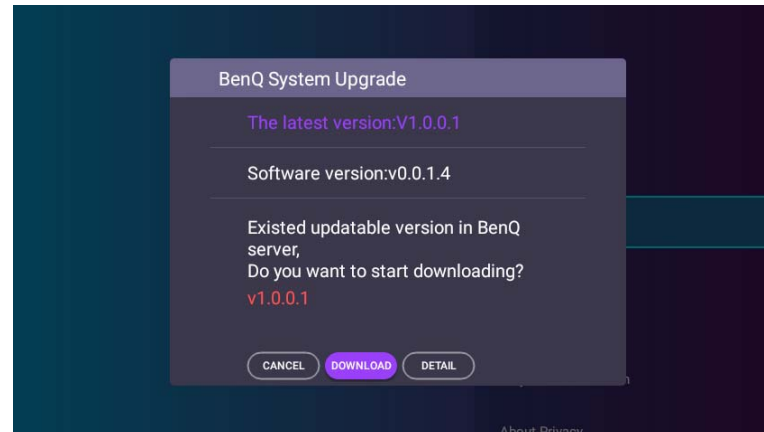 BenQ System Upgrade
The latest version:V1.0.0.1
Software version:v0.0.1.4
Existed updatable version in BenQ
server,
Do you want to start downloading?
v1.0.0.1
CANCEL DOWNLOAD DETAIL
About Privacy